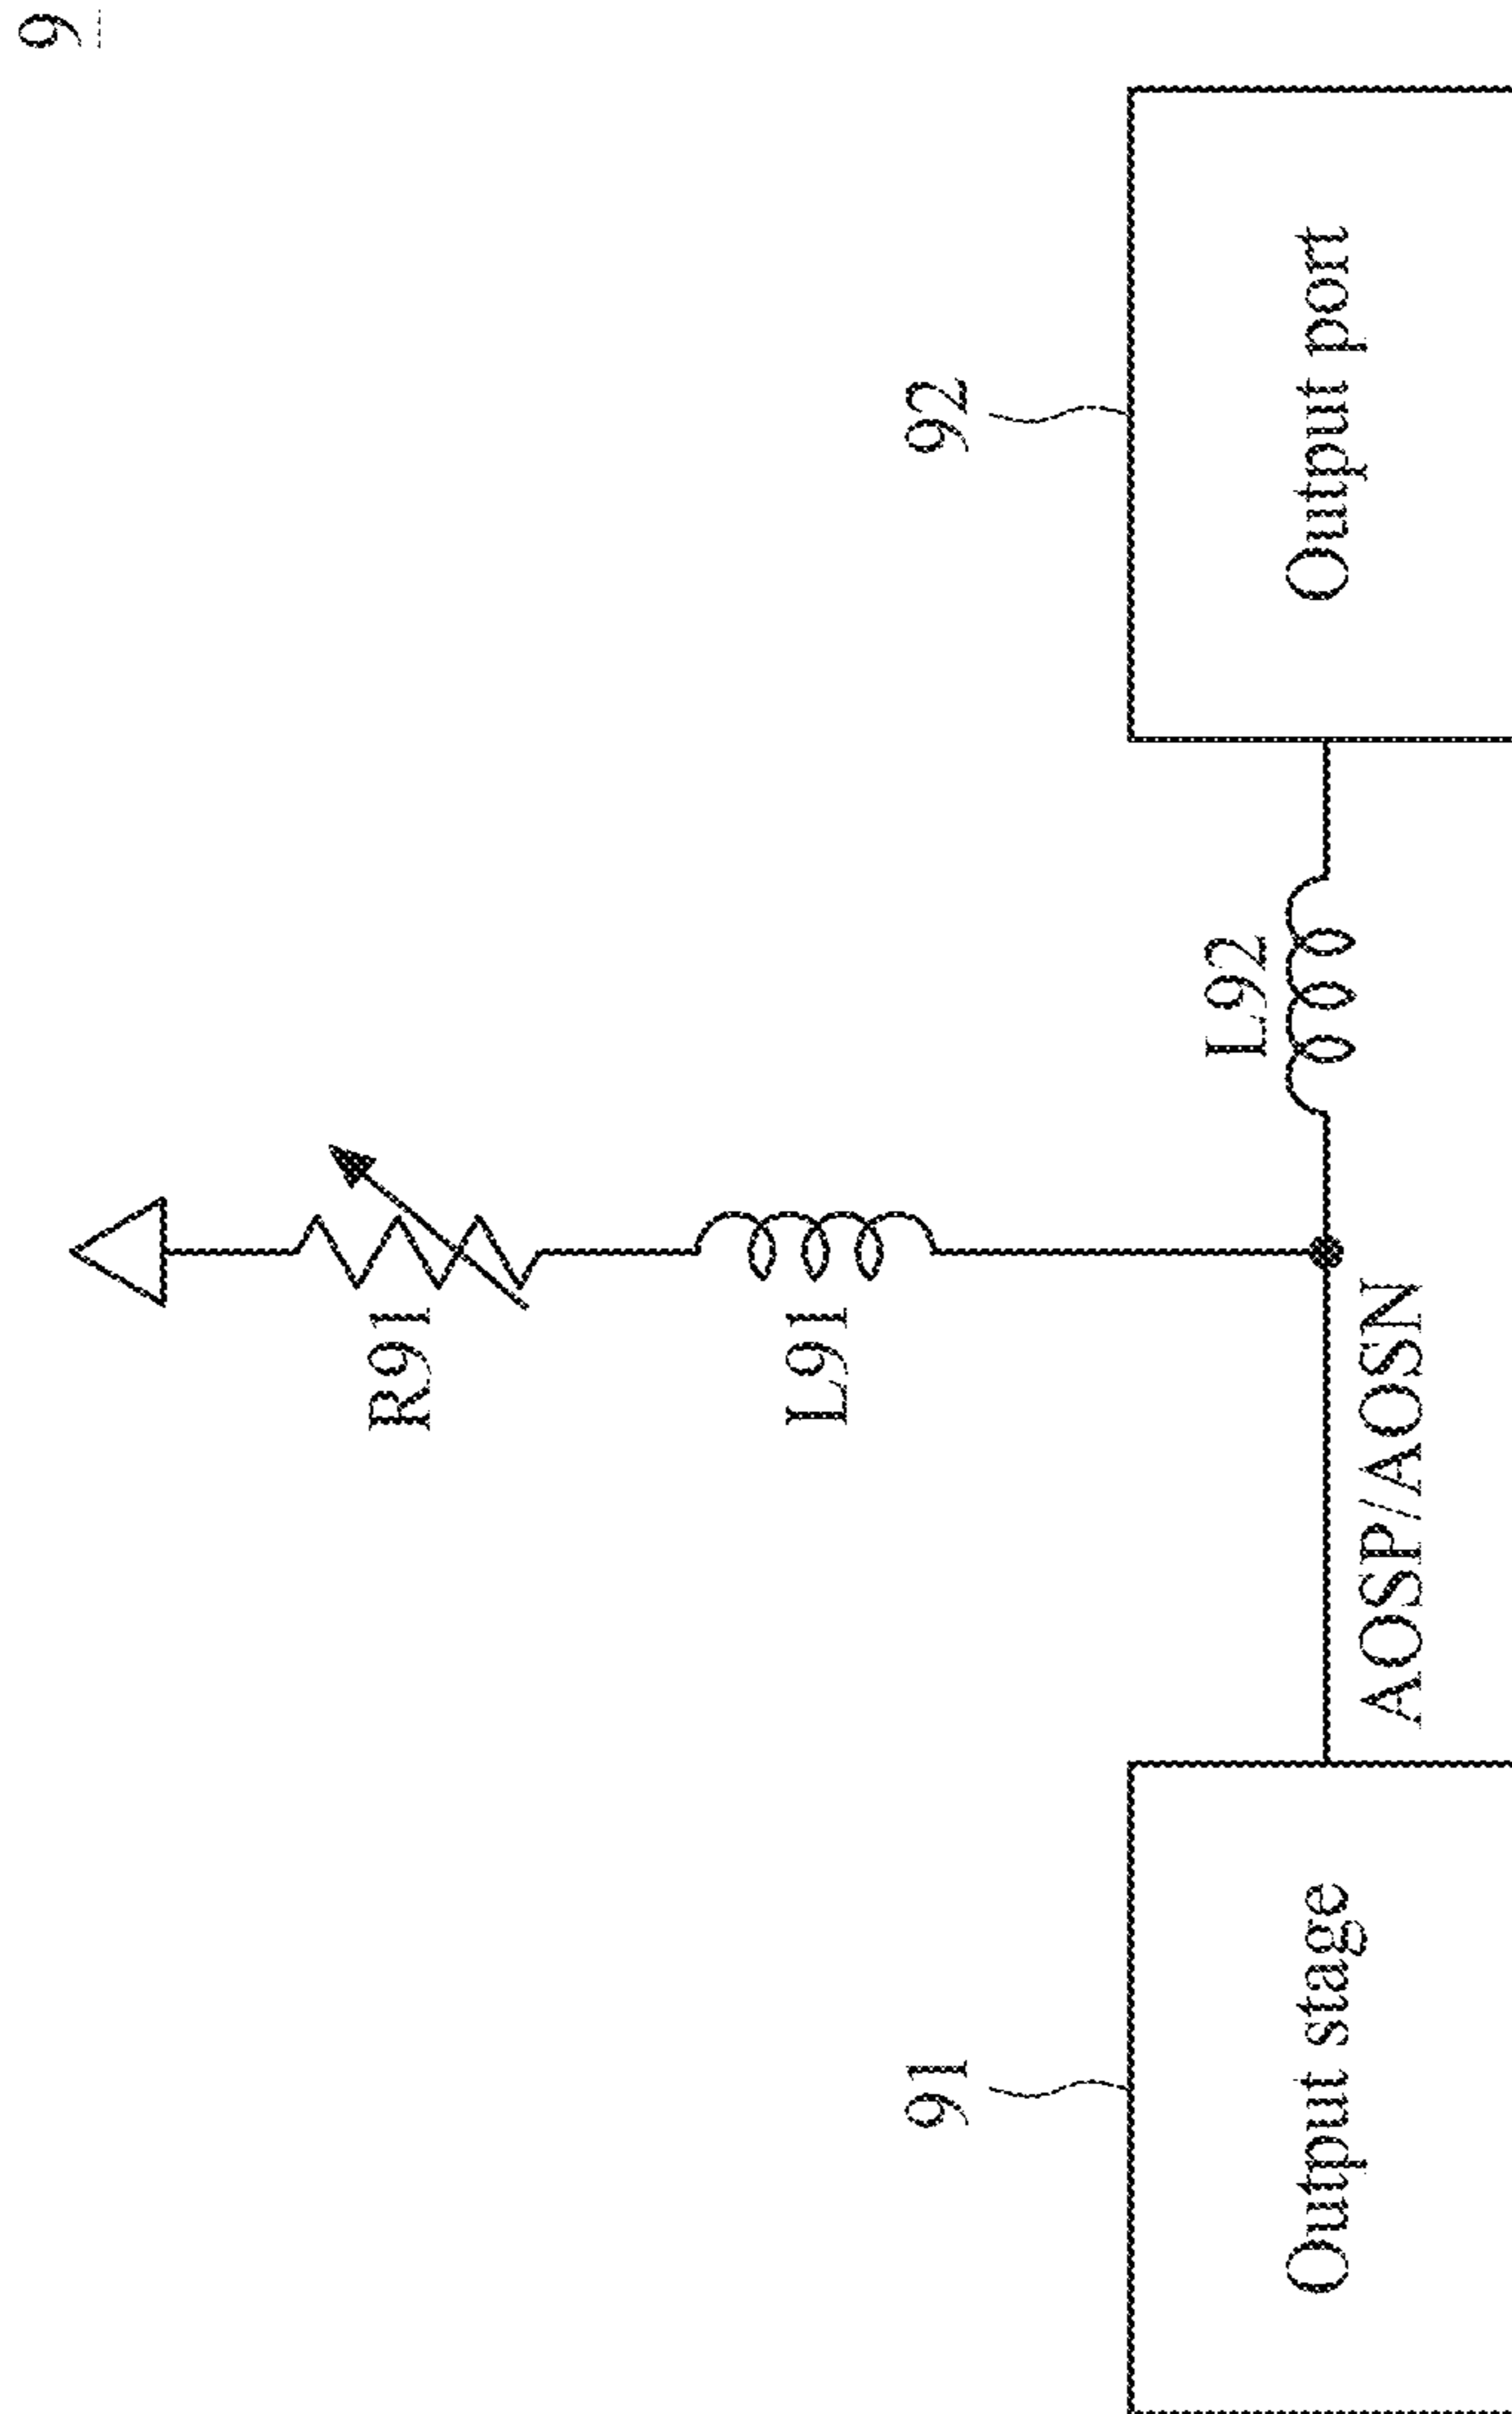 9
R91
L91
L92
91
92
Output stage
AOSP/AOSN
Output port